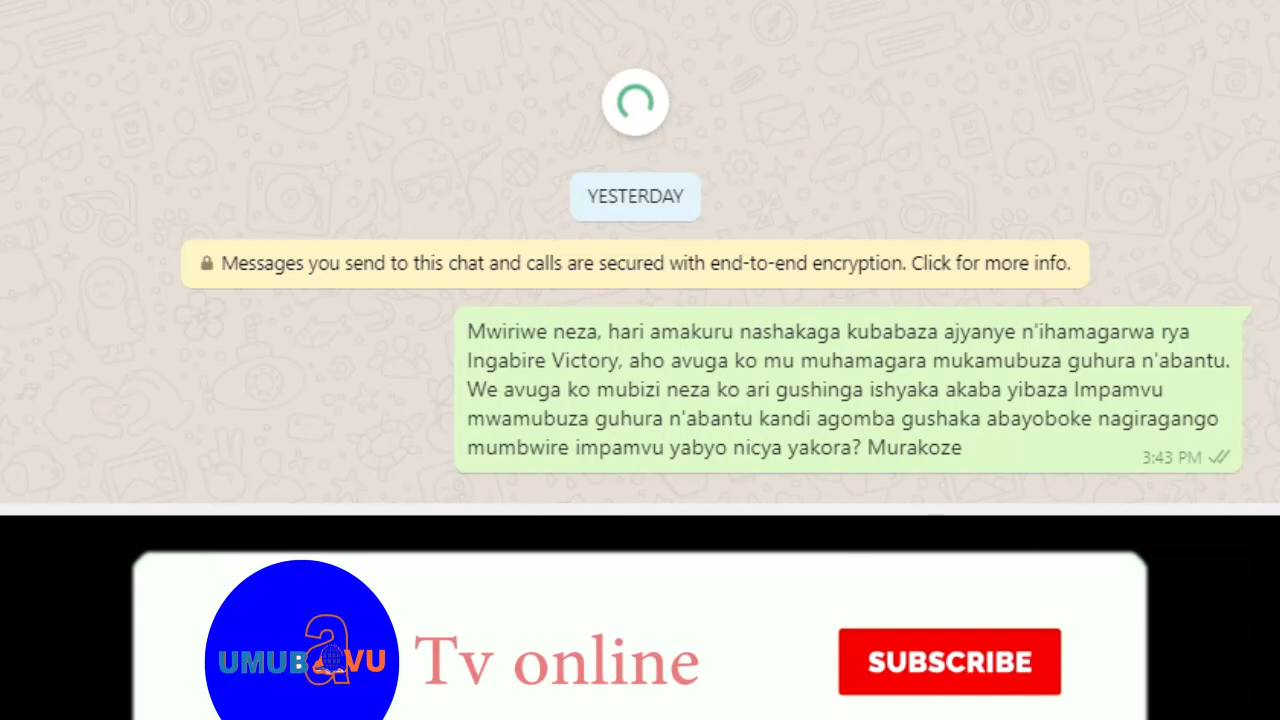 YESTERDAY
Messages you send to this chat and calls are secured with end-to-end encryption. Click for more info.
Mwiriwe neza, hari amakuru nashakaga kubabaza ajyanye n'ihamagarwa rya
Ingabire Victory, aho avuga ko mu muhamagara mukamubuza guhura n'abantu.
We avuga ko mubizi neza ko ari gushinga ishyaka akaba yibaza Impamvu
mwamubuza guhura n'abantu kandi agomba gushaka abayoboke nagiragango
mumbwire impamvu yabyo nicya yakora? Murakoze
3:43 PM
UMUBAVU
a
Tv online
SUBSCRIBE